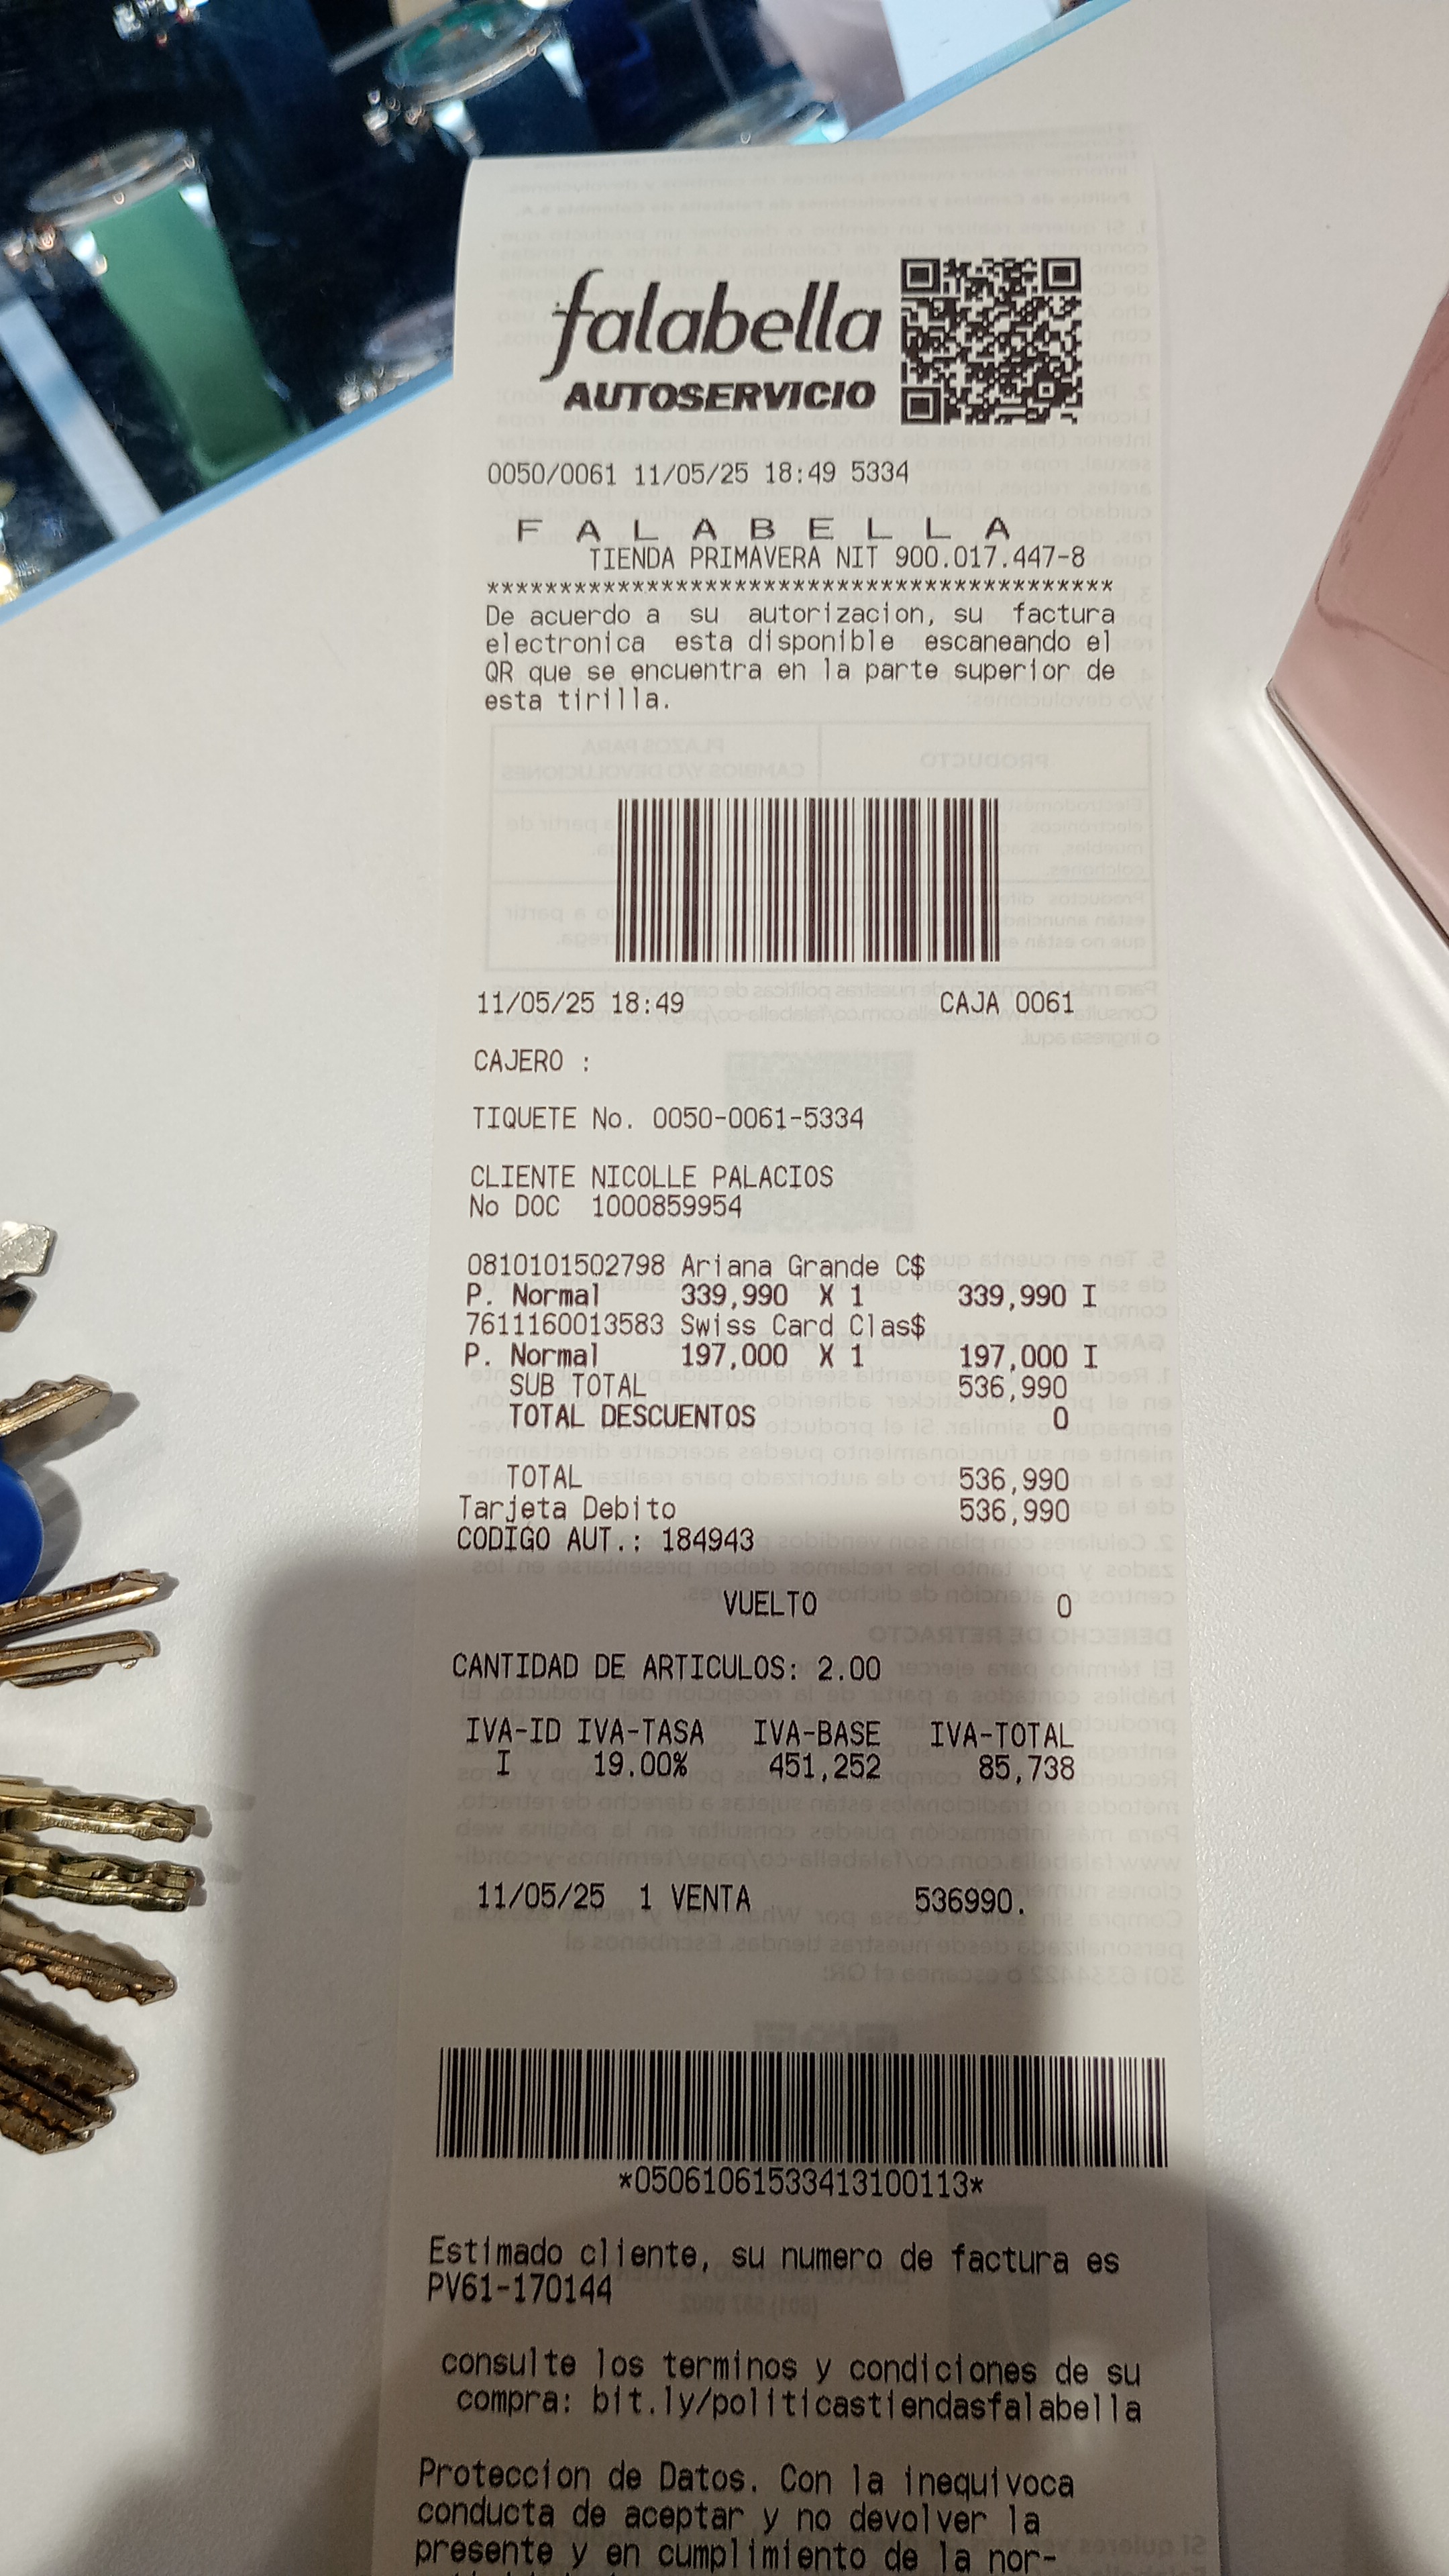 falabella
AUTOSERVICIO
0050/0061 11/05/25 18:49 5334
F A L A B E L L A
TIENDA PRIMAVERA NIT 900.017.447-8
*******************************************
De acuerdo a su autorizacion, su factura
electronica esta disponible escaneando el
QR que se encuentra en la parte superior de
esta tirilla.
11/05/25 18:49 CAJA 0061
CAJERO :
TIQUETE No. 0050-0061-5334
CLIENTE NICOLLE PALACIOS
No DOC 1000859954
0810101502798 Ariana Grande C$
P. Normal 339,990 X 1 339,990 I
7611160013583 Swiss Card Clas$
P. Normal 197,000 X 1 197,000 I
SUB TOTAL 536,990
TOTAL DESCUENTOS 0
TOTAL 536,990
Tarjeta Debito 536,990
CODIGO AUT.: 184943
VUELTO 0
CANTIDAD DE ARTICULOS: 2.00
IVA-ID IVA-TASA IVA-BASE IVA-TOTAL
I 19.00% 451,252 85,738
11/05/25 1 VENTA 536990.
*05061061533413100113*
Estimado cliente, su numero de factura es
PV61-170144
consulte los terminos y condiciones de su
compra: bit.ly/politicastiendasfalabella
Proteccion de Datos. Con la inequivoca
conducta de aceptar y no devolver la
presente y en cumplimiento de la nor-